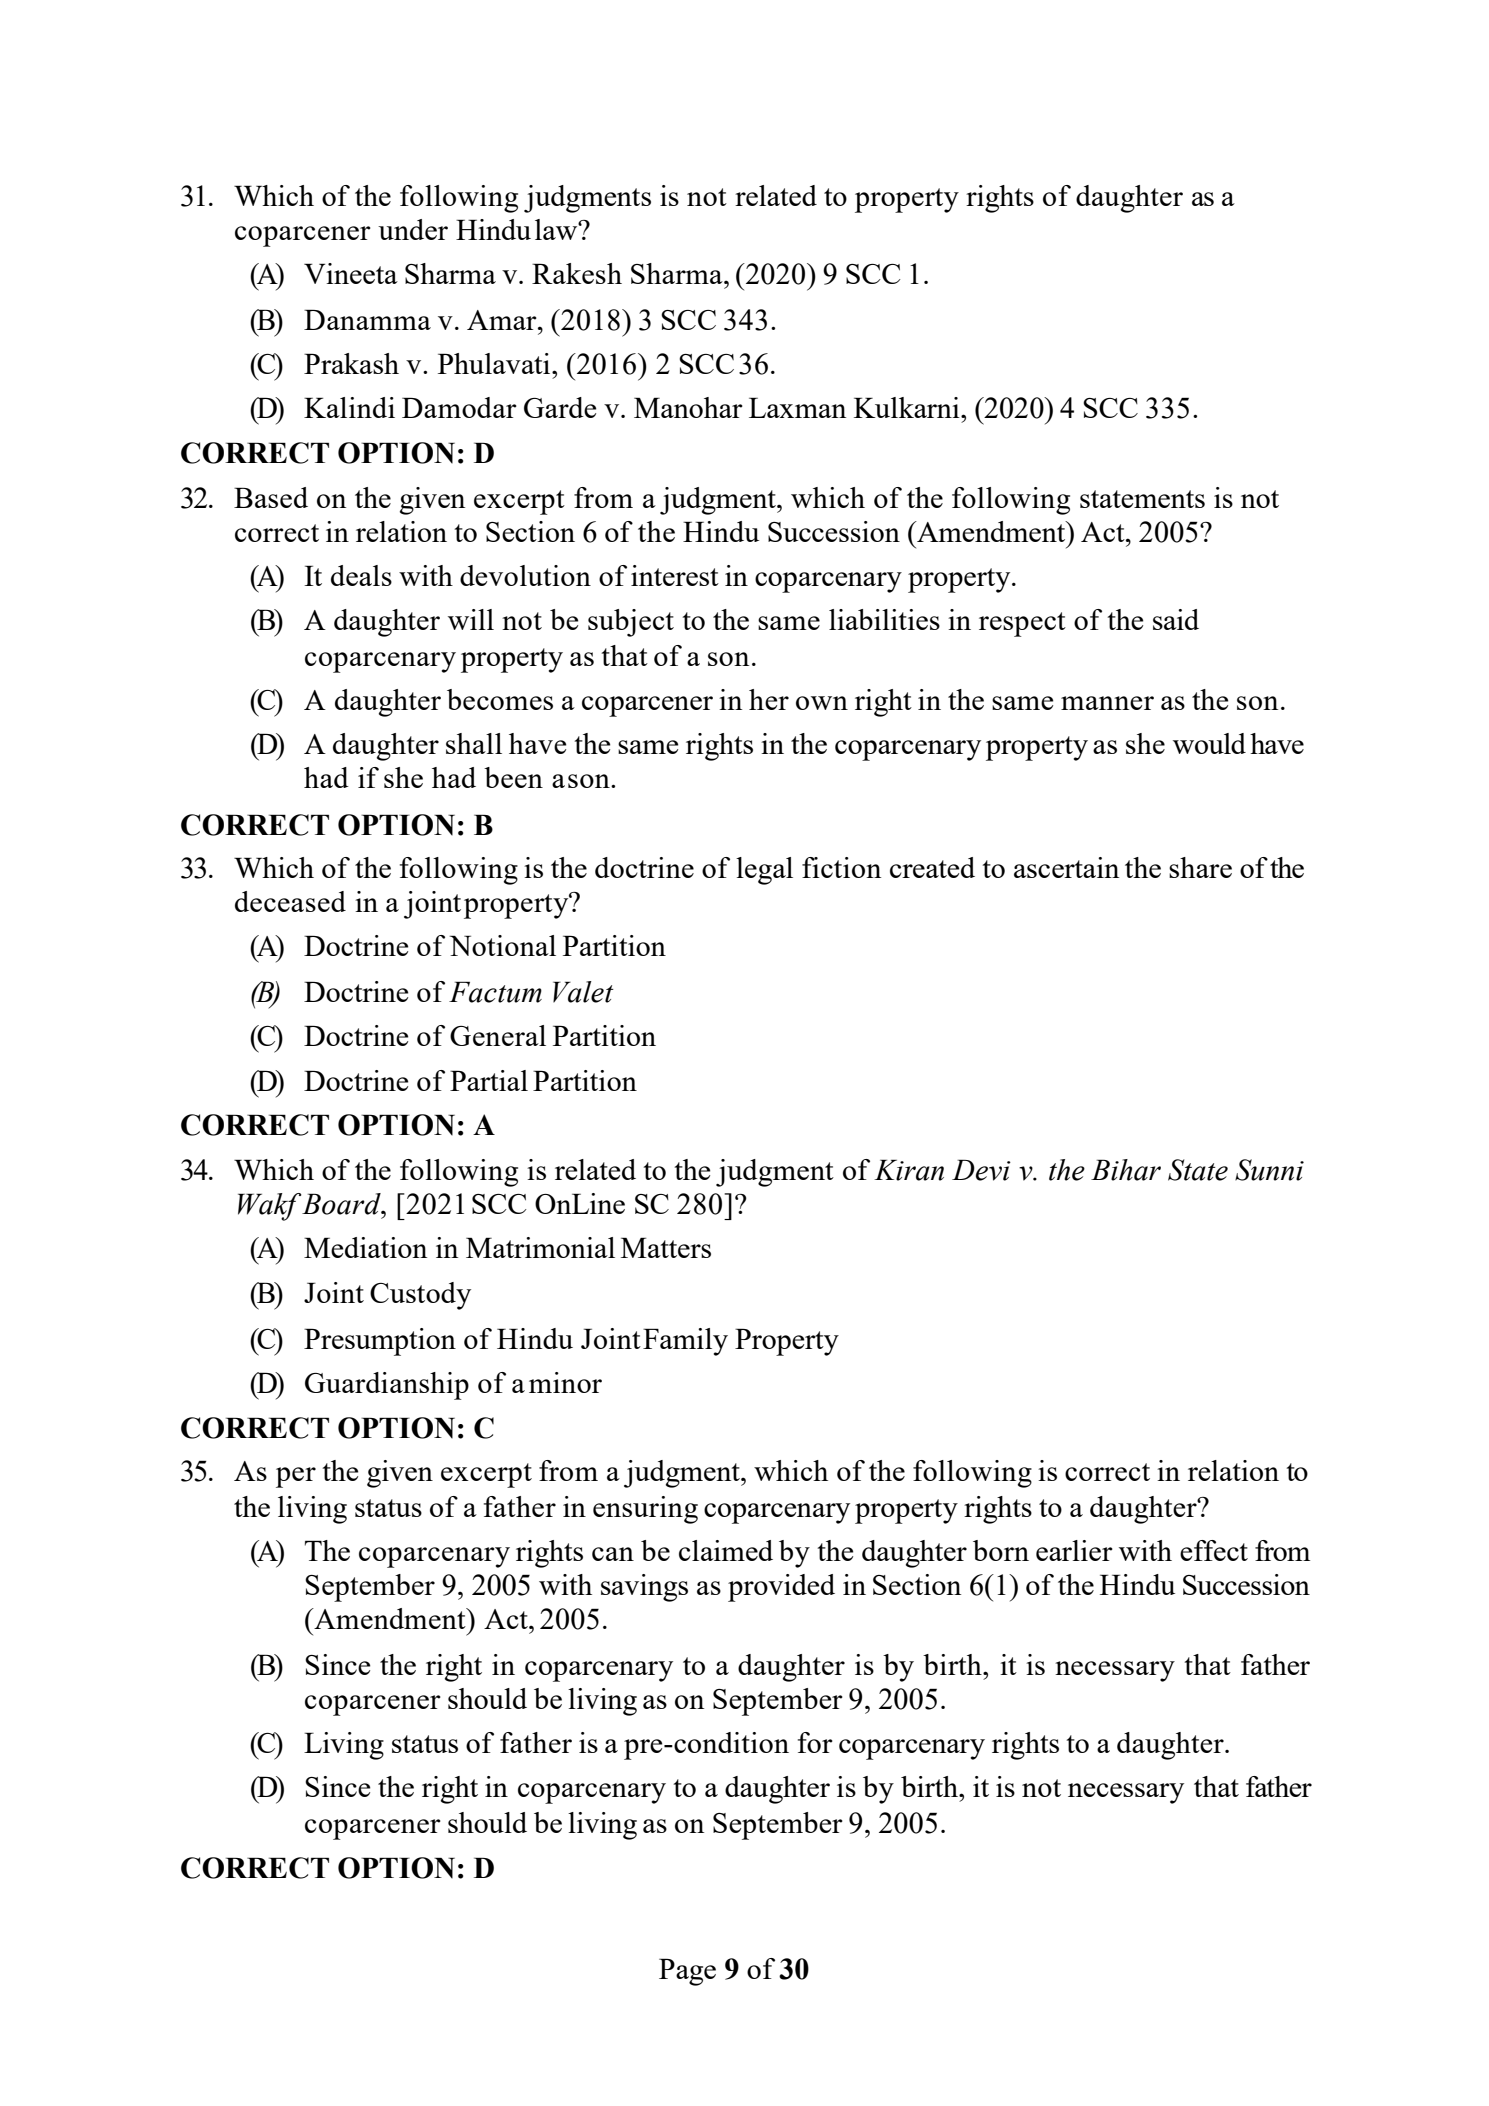 31. Which of the following judgments is not related to property rights of daughter as a
coparcener under Hindu law?
(A) Vineeta Sharma v. Rakesh Sharma, (2020) 9 SCC 1.
(B) Danamma v. Amar, (2018) 3 SCC 343.
(C) Prakash v. Phulavati, (2016) 2 SCC 36.
(D) Kalindi Damodar Garde v. Manohar Laxman Kulkarni, (2020) 4 SCC 335.
CORRECT OPTION: D
32. Based on the given excerpt from a judgment, which of the following statements is not
correct in relation to Section 6 of the Hindu Succession (Amendment) Act, 2005?
(A) It deals with devolution of interest in coparcenary property.
(B) A daughter will not be subject to the same liabilities in respect of the said
coparcenary property as that of a son.
(C) A daughter becomes a coparcener in her own right in the same manner as the son.
(D) A daughter shall have the same rights in the coparcenary property as she would have
had if she had been a son.
CORRECT OPTION: B
33. Which of the following is the doctrine of legal fiction created to ascertain the share of the
deceased in a joint property?
(A) Doctrine of Notional Partition
(B) Doctrine of Factum Valet
(C) Doctrine of General Partition
(D) Doctrine of Partial Partition
CORRECT OPTION: A
34. Which of the following is related to the judgment of Kiran Devi v. the Bihar State Sunni
Wakf Board, [2021 SCC OnLine SC 280]?
(A) Mediation in Matrimonial Matters
(B) Joint Custody
(C) Presumption of Hindu Joint Family Property
(D) Guardianship of a minor
CORRECT OPTION: C
35. As per the given excerpt from a judgment, which of the following is correct in relation to
the living status of a father in ensuring coparcenary property rights to a daughter?
(A) The coparcenary rights can be claimed by the daughter born earlier with effect from
September 9, 2005 with savings as provided in Section 6(1) of the Hindu Succession
(Amendment) Act, 2005.
(B) Since the right in coparcenary to a daughter is by birth, it is necessary that father
coparcener should be living as on September 9, 2005.
(C) Living status of father is a pre-condition for coparcenary rights to a daughter.
(D) Since the right in coparcenary to a daughter is by birth, it is not necessary that father
coparcener should be living as on September 9, 2005.
CORRECT OPTION: D
Page 9 of 30